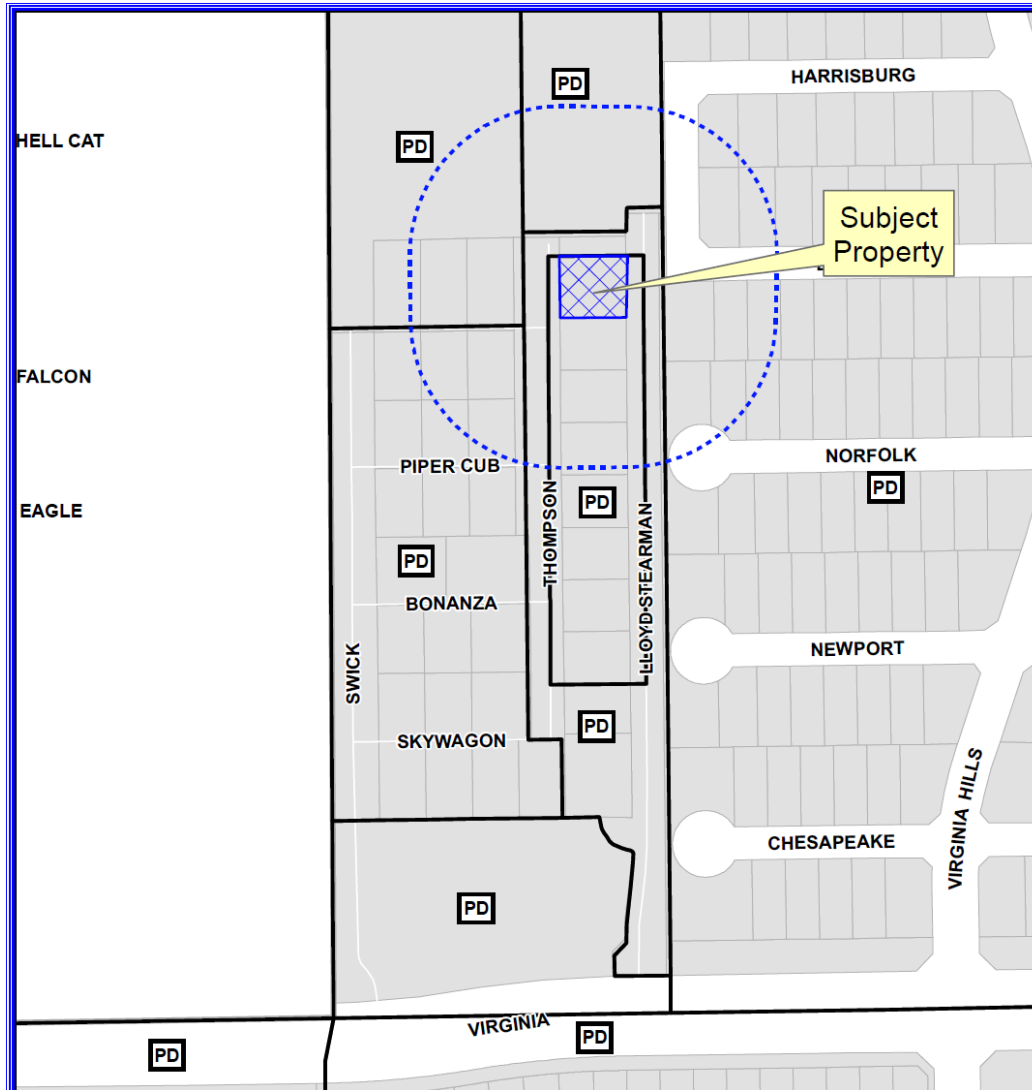 HARRISBURG
PD
PD
HELL CAT
Subject
Property
FALCON
PIPER CUB
NORFOLK
PD
PD
EAGLE
THOMPSON
LLOYD STEARMAN
PD
BONANZA
NEWPORT
SWICK
PD
SKYWAGON
VIRGINIA HILLS
CHESAPEAKE
PD
VIRGINIA
PD
PD